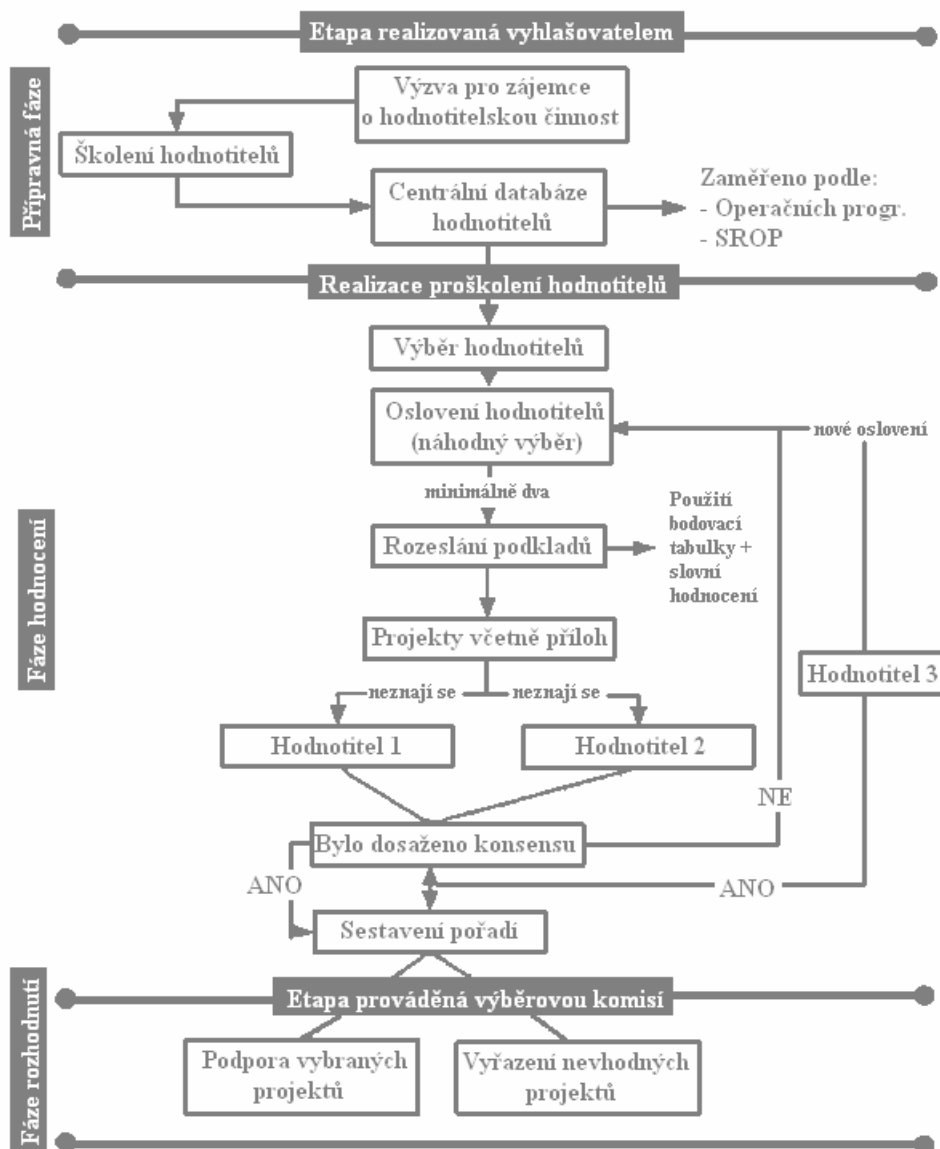 Etapa realizovaná vyhlašovatelem
Přípravná fáze
Výzva pro zájemce
o hodnotitelskou činnost
Školení hodnotitelů
Centrální databáze
hodnotitelů
Zaměřeno podle:
- Operačních progr.
- SROP
Realizace proškolení hodnotitelů
Fáze hodnocení
Výběr hodnotitelů
Oslovení hodnotitelů
(náhodný výběr)
nové oslovení
minimálně dva
Rozeslání podkladů
Použití
bodovací
tabulky +
slovní
hodnocení
Projekty včetně příloh
Hodnotitel 3
neznají se
neznají se
Hodnotitel 1
Hodnotitel 2
NE
Bylo dosaženo konsensu
ANO
ANO
Sestavení pořadí
Fáze rozhodnutí
Etapa prováděná výběrovou komisí
Podpora vybraných
projektů
Vyřazení nevhodných
projektů